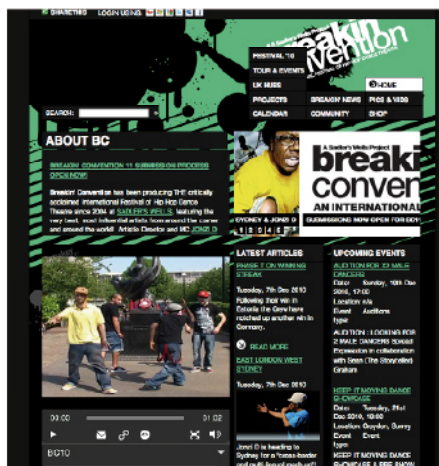 SHARETHIS LOGIN USING:
A Sadler's Wells Project
breakin
convention
FESTIVAL '10
TOUR & EVENTS
UK HUBS
HOME
PROJECTS
BREAKIN' NEWS
PICS & VIDS
CALENDAR
COMMUNITY
SHOP
SEARCH:
ABOUT BC
BREAKIN' CONVENTION 11 SUBMISSION PROCESS
OPEN NOW!
Breakin' Convention has been producing THE critically
acclaimed International Festival of Hip Hop Dance
Theatre since 2004 at SADLER'S WELLS, featuring the
very best, most influential artists from around the corner
and around the world! Artistic Director and MC JONZI D
A Sadler's Wells Project
breaki
conven
AN INTERNATIONAL
SYDNEY & JONZI D
SUBMISSIONS NOW OPEN FOR
1 2 3 4 5
LATEST ARTICLES
PHASE T ON WINNING
STREAK
Tuesday, 7th Dec 2010
Following their win in
Estonia the Crew have
notched up another win in
Germany.
READ MORE
EAST LONDON WEST
SYDNEY
Tuesday, 7th Dec 2010
Jonzi D is heading to
Sydney for a "cross-border
UPCOMING EVENTS
AUDITION FOR 2 MALE
DANCERS
Date: Sunday, 19th Dec
2010, 17:00
Location: n/a
Event Auditions
type:
AUDITION : LOOKING FOR
2 MALE DANCERS Spoken
Expression in collaboration
with Sean (The Storyteller)
Graham
KEEP IT MOVING DANCE
SHOWCASE
Date: Tuesday, 21st
Dec 2010, 19:00
Location: Croydon, Surrey
Event Event
type:
KEEP IT MOVING DANCE
00:00
01:02
BC10